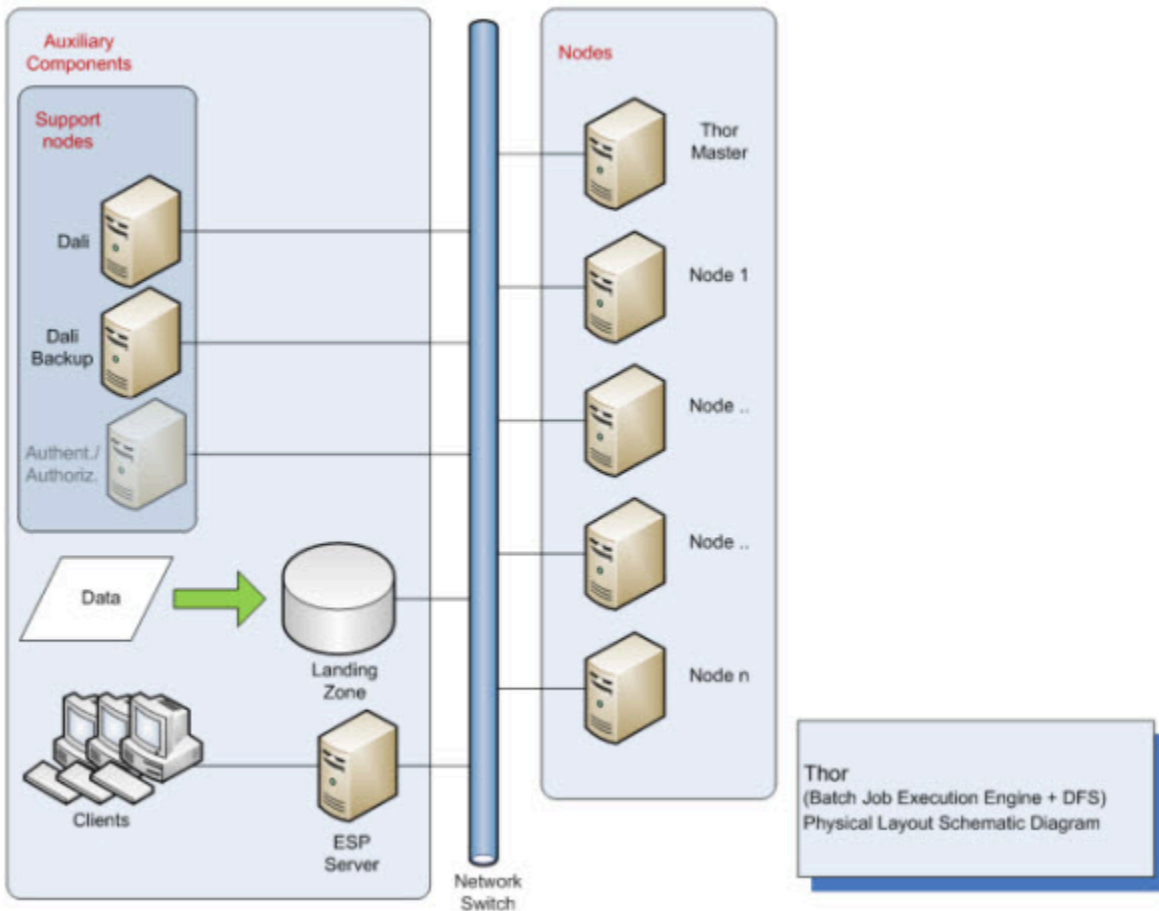 Auxiliary
Components
Support
nodes
Dali
Dali
Backup
Authent./
Authoriz.
Data
Landing
Zone
Clients
ESP
Server
Network
Switch
Nodes
Thor
Master
Node 1
Node ..
Node ..
Node n
Thor
(Batch Job Execution Engine + DFS)
Physical Layout Schematic Diagram